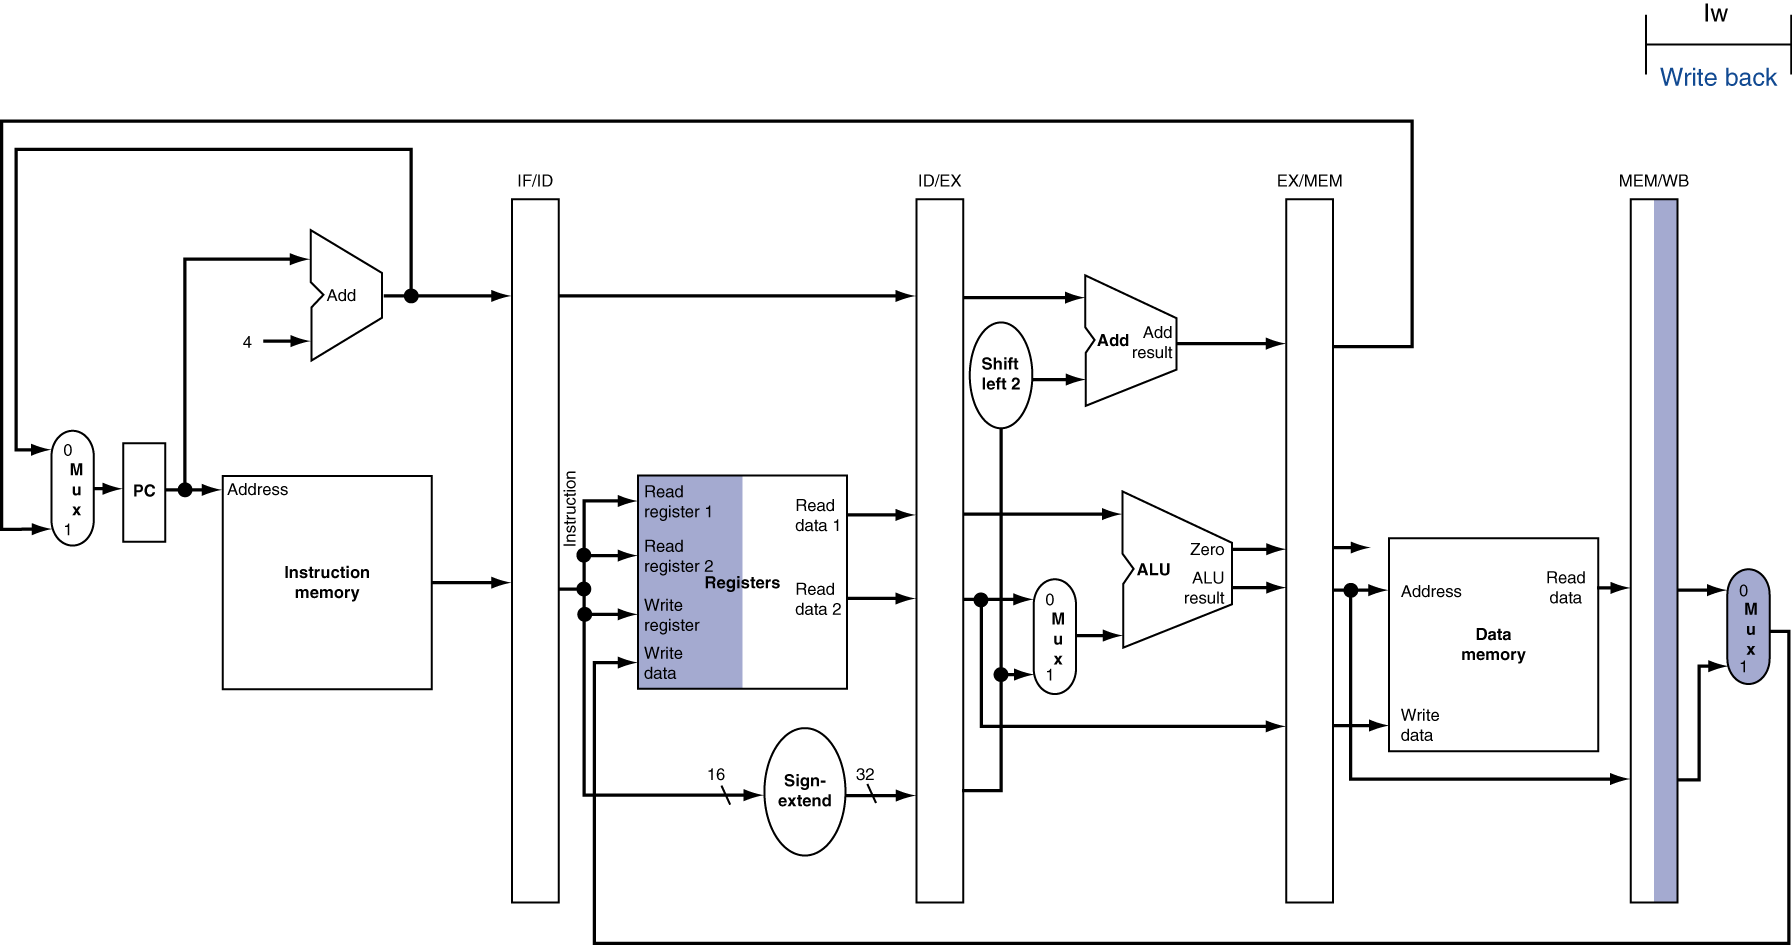 lw
Write back
IF/ID
ID/EX
EX/MEM
MEM/WB
Add
4
Add
Add
result
Shift
left 2
0
M
u
x
1
PC
Address
Instruction
memory
Instruction
Read
register 1
Read
register 2
Write
register
Write
data
Registers
Read
data 1
Read
data 2
16
Sign-
extend
32
0
M
u
x
1
Zero
ALU
ALU
result
Address
Read
data
Data
memory
Write
data
0
M
u
x
1